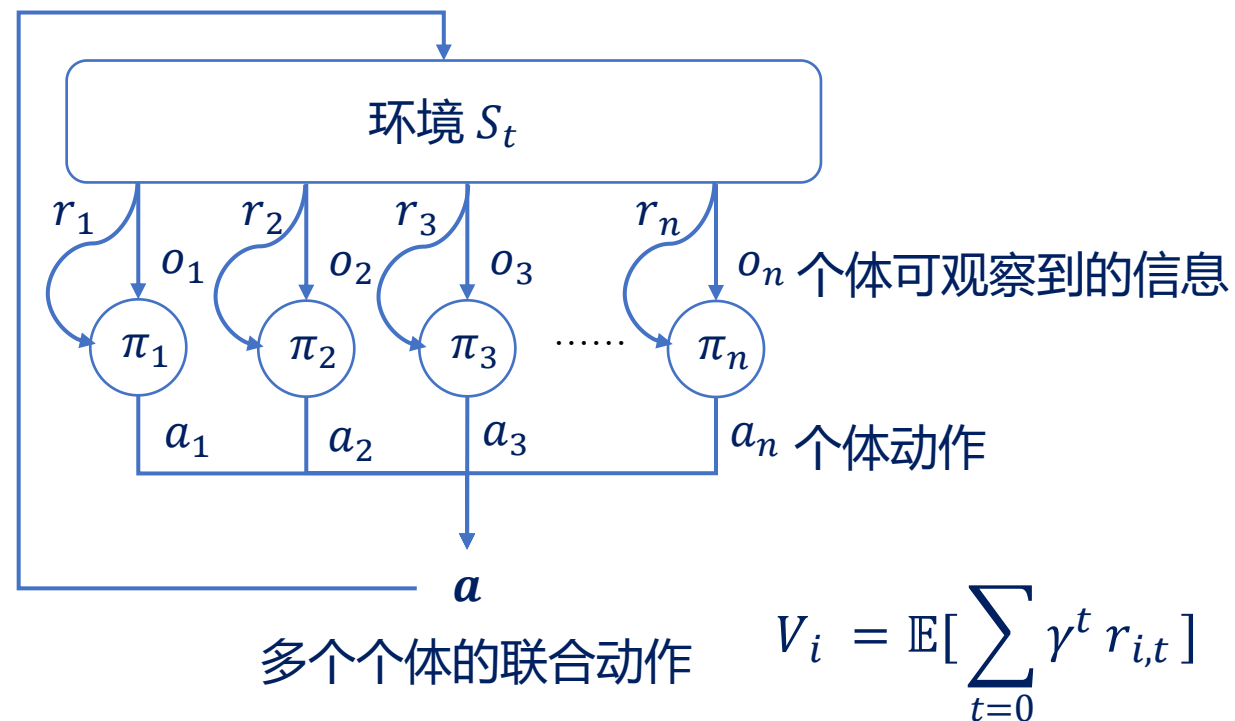 环境 S_t
r_1 r_2 r_3 r_n
o_1 o_2 o_3 o_n 个体可观察到的信息
π_1 π_2 π_3 …… π_n
a_1 a_2 a_3 a_n 个体动作
a
多个个体的联合动作
V_i = 𝔼[ ∑_{t=0} γ^t r_{i,t} ]